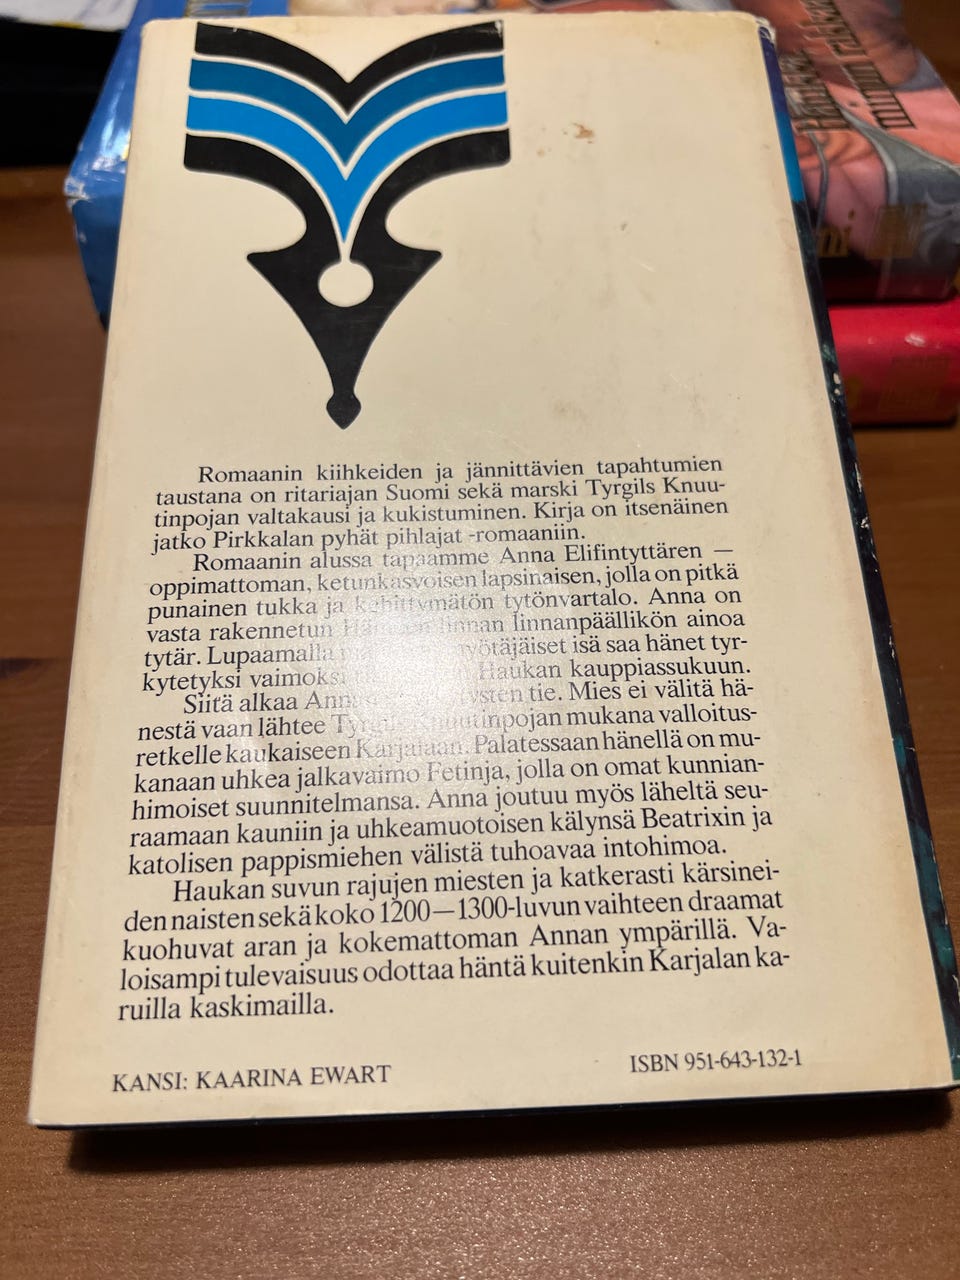 Romaanin kiihkeiden ja jännittävien tapahtumien
taustana on ritariajan Suomi sekä marski Tyrgils Knuu-
tinpojan valtakausi ja kukistuminen. Kirja on itsenäinen
jatko Pirkkalan pyhät pihlajat -romaaniin.
Romaanin alussa tapaamme Anna Elifintyttären —
oppimattoman, ketunkasvoisen lapsinaisen, jolla on pitkä
punainen tukka ja kehittymätön tytönvartalo. Anna on
vasta rakennetun Hämeen linnan linnanpäällikön ainoa
tytär. Lupaamalla myötäjäiset isä saa hänet tyr-
kytetyksi vaimoksi Haukan kauppiassukuun.
Siitä alkaa tie. Mies ei välitä hä-
nestä vaan lähtee Tyrgils Knuutinpojan mukana valloitus-
retkelle kaukaiseen Karjalaan. Palatessaan hänellä on mu-
kanaan uhkea jalkavaimo Fetinja, jolla on omat kunnian-
himoiset suunnitelmansa. Anna joutuu myös läheltä seu-
raamaan kauniin ja uhkeamuotoisen kälynsä Beatrixin ja
katolisen pappismiehen välistä tuhoavaa intohimoa.
Haukan suvun rajujen miesten ja katkerasti kärsinei-
den naisten sekä koko 1200—1300-luvun vaihteen draamat
kuohuvat aran ja kokemattoman Annan ympärillä. Va-
loisampi tulevaisuus odottaa häntä kuitenkin Karjalan ka-
ruilla kaskimailla.
KANSI: KAARINA EWART
ISBN 951-643-132-1